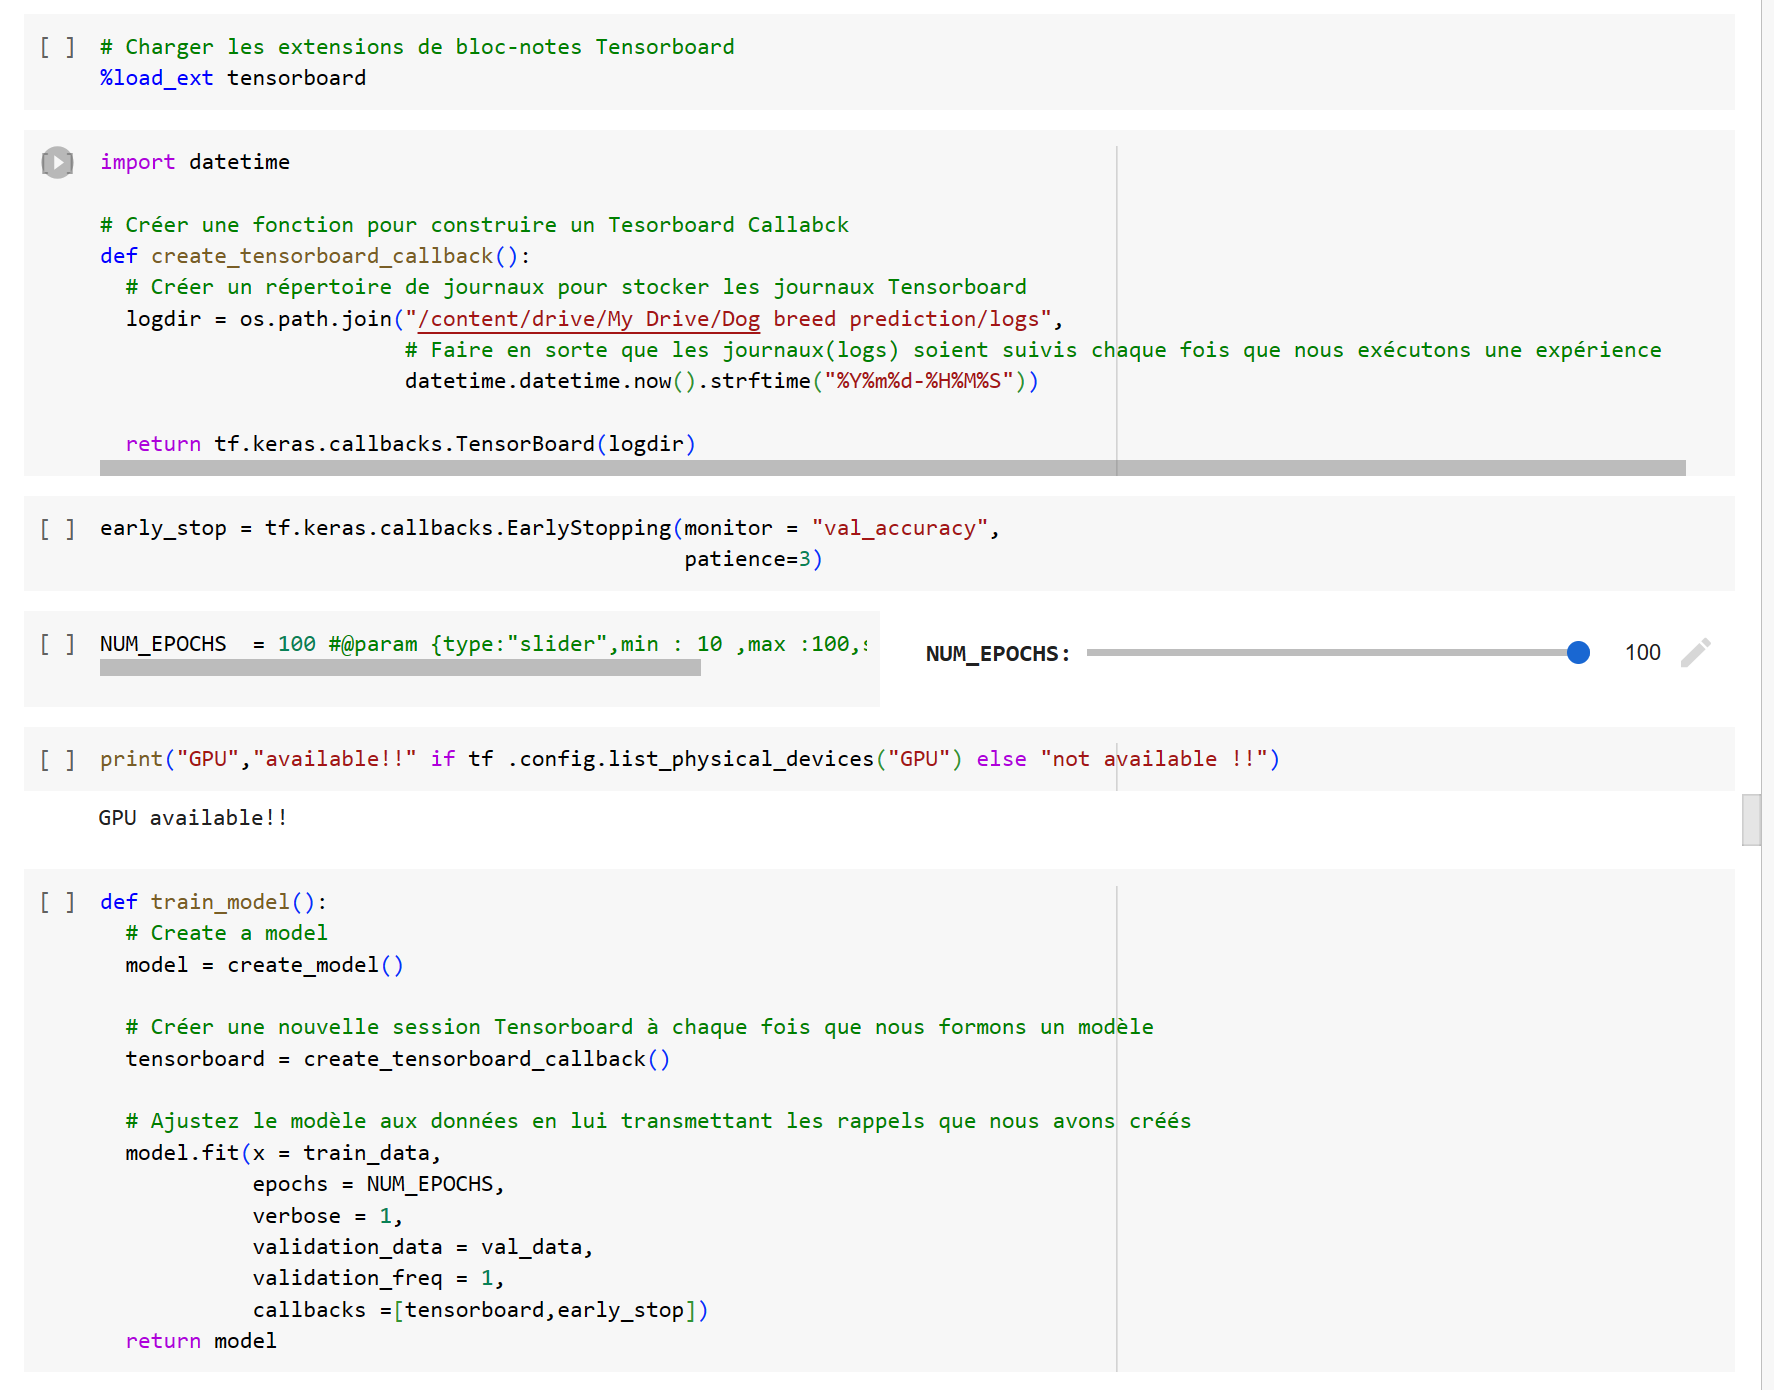 [ ] # Charger les extensions de bloc-notes Tensorboard
%load_ext tensorboard
[ ] import datetime
# Créer une fonction pour construire un Tesorboard Callabck
def create_tensorboard_callback():
# Créer un répertoire de journaux pour stocker les journaux Tensorboard
logdir = os.path.join("/content/drive/My Drive/Dog breed prediction/logs",
# Faire en sorte que les journaux(logs) soient suivis chaque fois que nous exécutons une expérience
datetime.datetime.now().strftime("%Y%m%d-%H%M%S"))
return tf.keras.callbacks.TensorBoard(logdir)
[ ] early_stop = tf.keras.callbacks.EarlyStopping(monitor = "val_accuracy",
patience=3)
[ ] NUM_EPOCHS  = 100 #@param {type:"slider",min : 10 ,max :100,
NUM_EPOCHS: 100
[ ] print("GPU","available!!" if tf .config.list_physical_devices("GPU") else "not available !!")
GPU available!!
[ ] def train_model():
# Create a model
model = create_model()
# Créer une nouvelle session Tensorboard à chaque fois que nous formons un modèle
tensorboard = create_tensorboard_callback()
# Ajustez le modèle aux données en lui transmettant les rappels que nous avons créés
model.fit(x = train_data,
epochs = NUM_EPOCHS,
verbose = 1,
validation_data = val_data,
validation_freq = 1,
callbacks =[tensorboard,early_stop])
return model